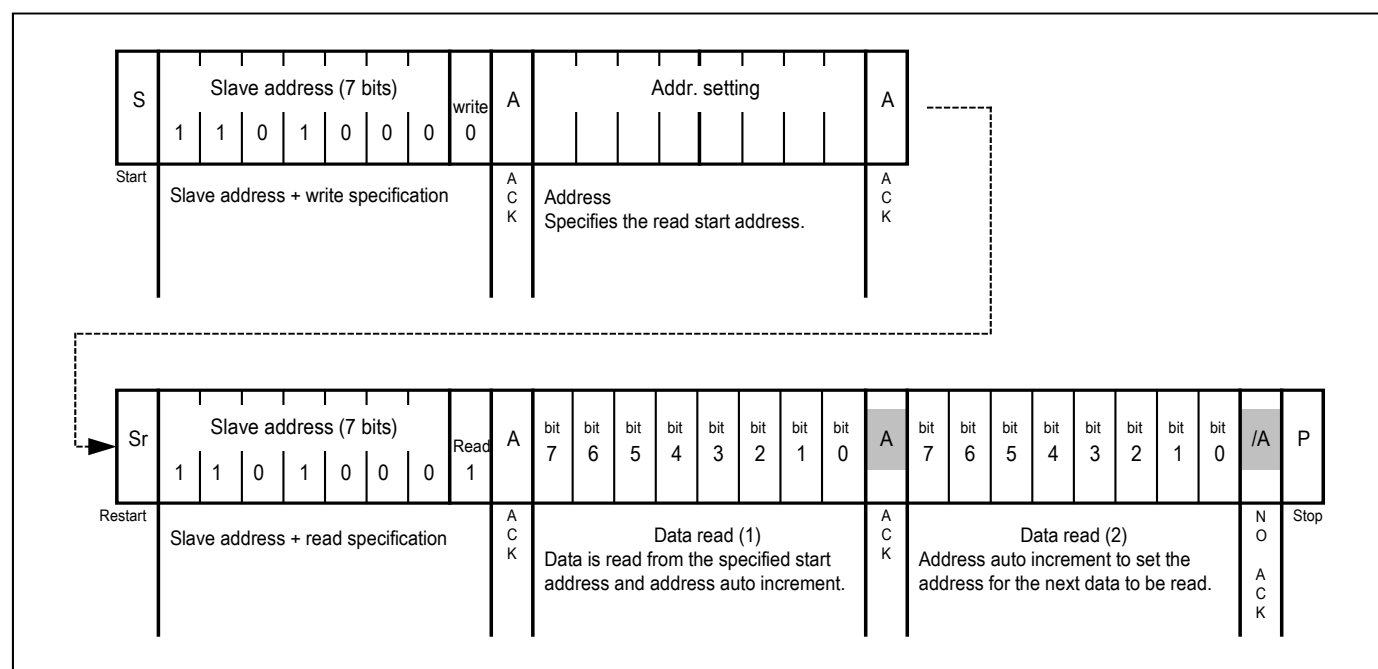 S Slave address (7 bits) write A Addr. setting A
1 1 0 1 0 0 0 0
Start
Slave address + write specification
A C K
Address
Specifies the read start address.
A C K
Sr Slave address (7 bits) Read A bit 7 bit 6 bit 5 bit 4 bit 3 bit 2 bit 1 bit 0 A bit 7 bit 6 bit 5 bit 4 bit 3 bit 2 bit 1 bit 0 /A P
1 1 0 1 0 0 0 1
Restart
Slave address + read specification
A C K
Data read (1)
Data is read from the specified start
address and address auto increment.
A C K
Data read (2)
Address auto increment to set the
address for the next data to be read.
N O A C K
Stop